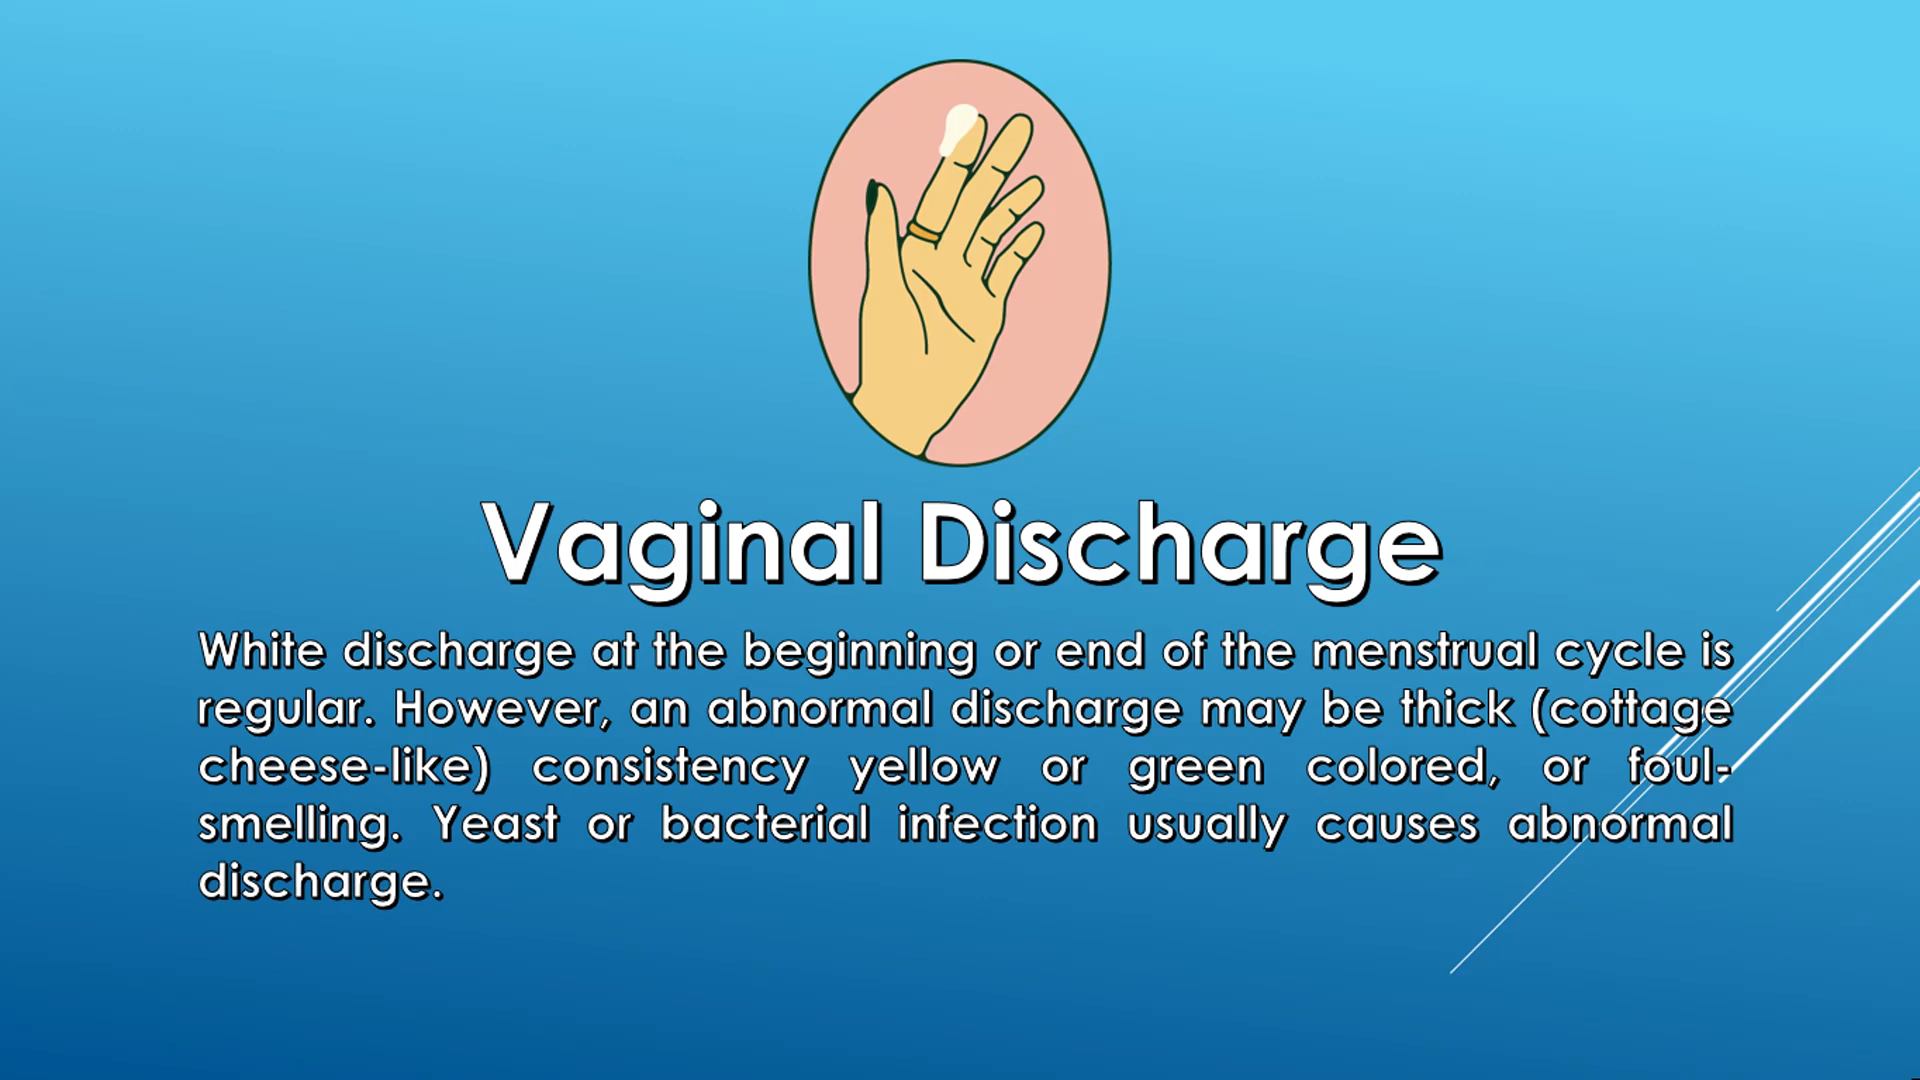 Vaginal Discharge
White discharge at the beginning or end of the menstrual cycle is
regular. However, an abnormal discharge may be thick (cottage
cheese-like) consistency yellow or green colored, or foul-
smelling. Yeast or bacterial infection usually causes abnormal
discharge.